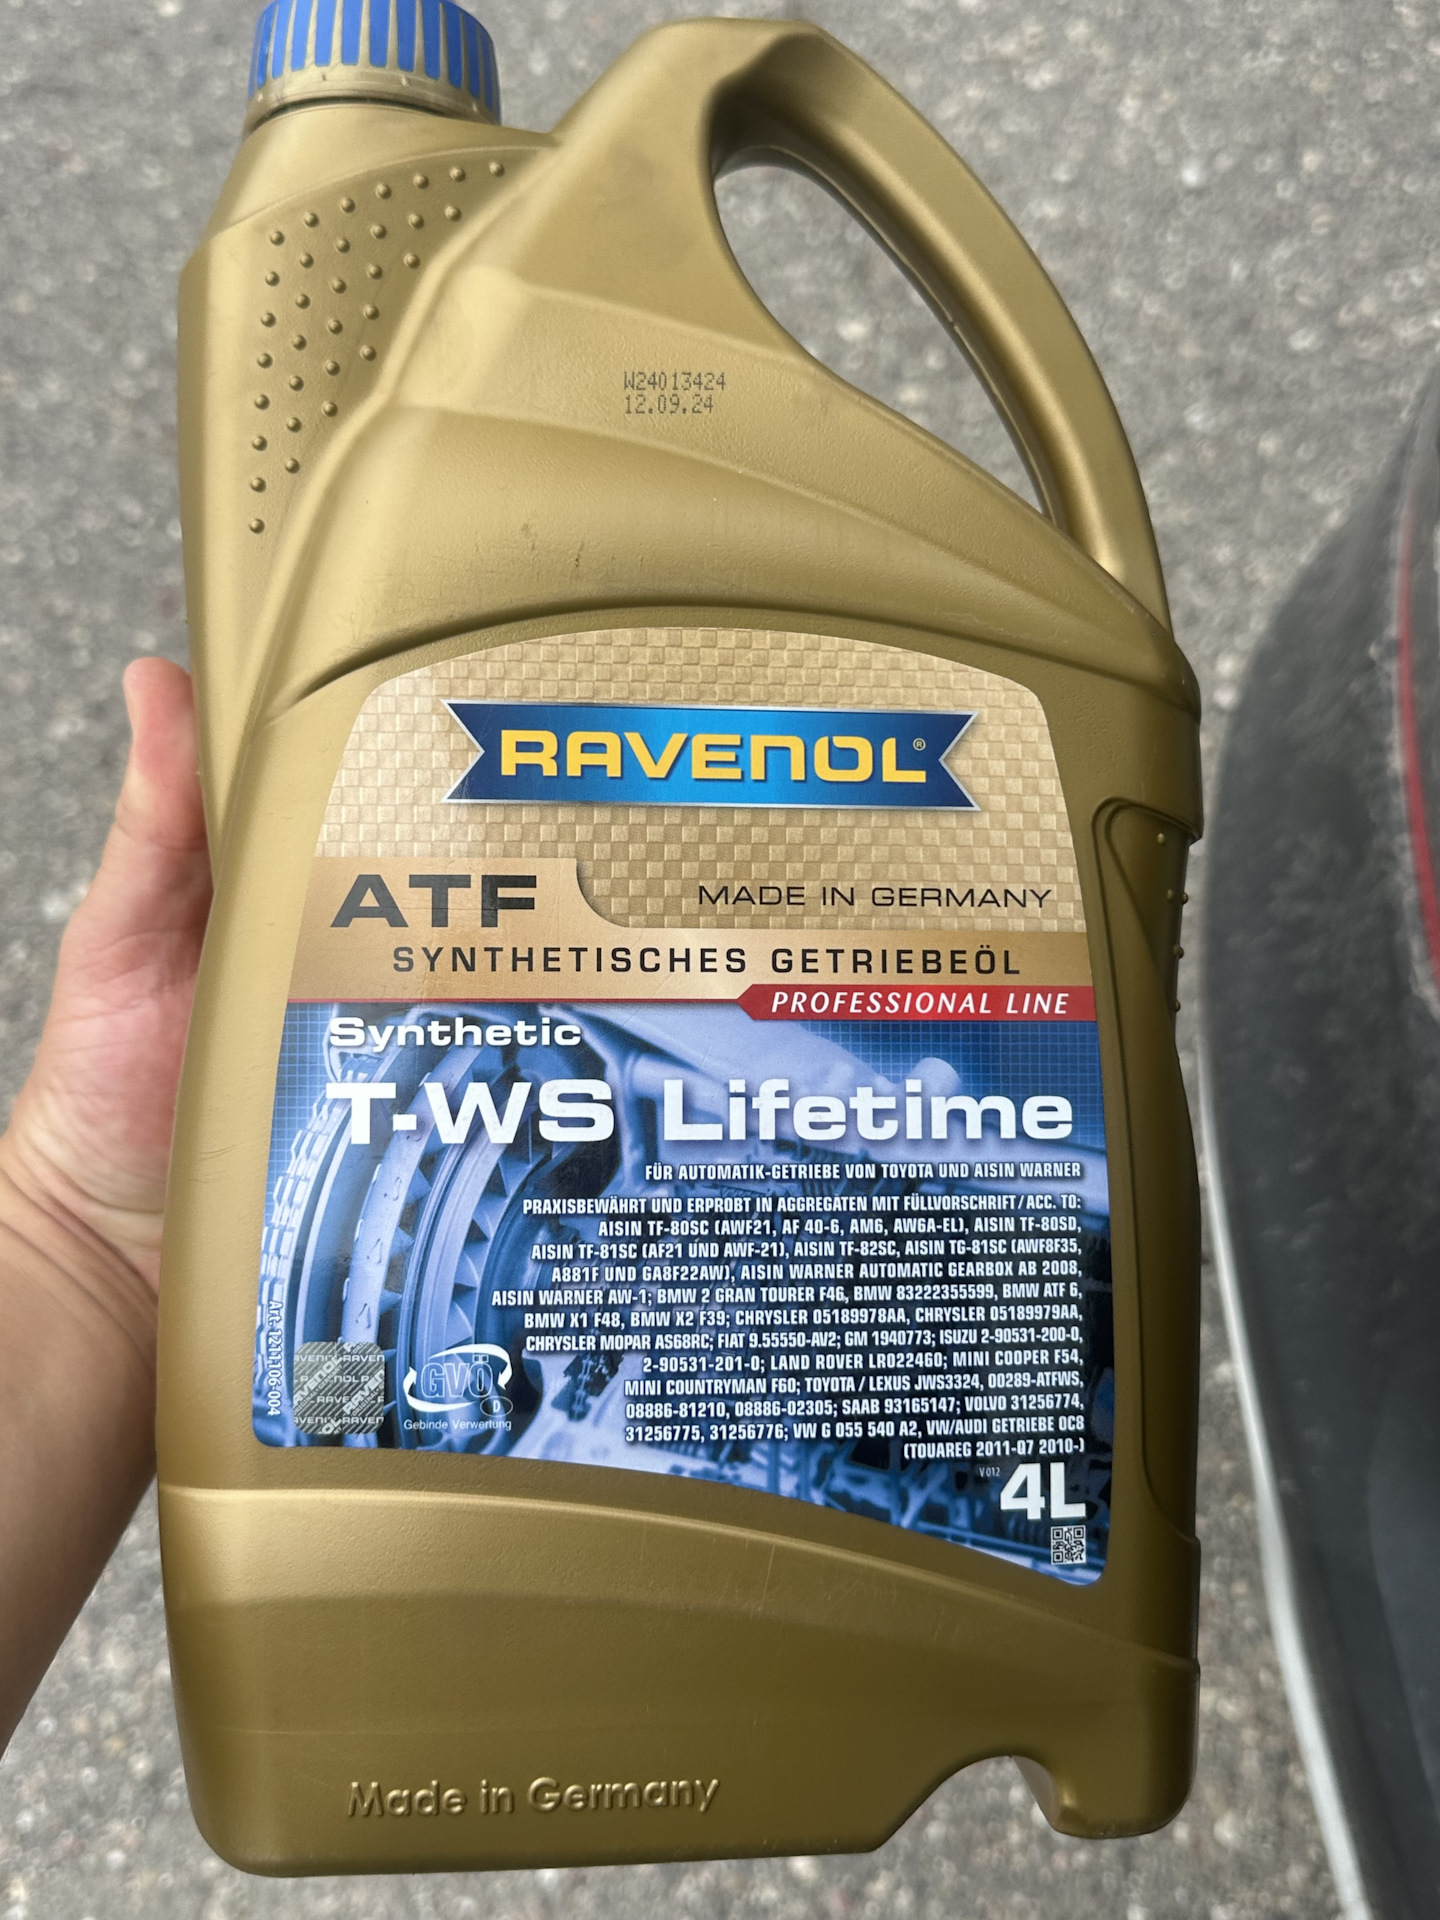 W24013424
12.09.24
RAVENOL®
ATF
MADE IN GERMANY
SYNTHETISCHES GETRIEBEÖL
PROFESSIONAL LINE
Synthetic
T-WS Lifetime
FÜR AUTOMATIK-GETRIEBE VON TOYOTA UND AISIN WARNER
PRAXISBEWÄHRT UND ERPROBT IN AGGREGATEN MIT FÜLLVORSCHRIFT/ACC. TO:
AISIN TF-80SC (AWF21, AF 40-6, AM6, AW6A-EL), AISIN TF-80SD,
AISIN TF-81SC (AF21 UND AWF-21), AISIN TF-82SC, AISIN TG-81SC (AWF8F35,
A881F UND GA8F22AW), AISIN WARNER AUTOMATIC GEARBOX AB 2008,
AISIN WARNER AW-1; BMW 2 GRAN TOURER F46, BMW 83222355599, BMW ATF 6,
BMW X1 F48, BMW X2 F39; CHRYSLER 05189978AA, CHRYSLER 05189979AA,
CHRYSLER MOPAR AS68RC; FIAT 9.55550-AV2; GM 1940773; ISUZU 2-90531-200-0,
2-90531-201-0; LAND ROVER LR022460; MINI COOPER F54,
MINI COUNTRYMAN F60; TOYOTA / LEXUS JWS3324, 00289-ATFWS,
08886-81210, 08886-02305; SAAB 93165147; VOLVO 31256774,
31256775, 31256776; VW G 055 540 A2, VW/AUDI GETRIEBE 0C8
(TOUAREG 2011-Q7 2010-)
V012
4L
Art.: 1211106-004
GVÖ
D
Gebinde Verwertung
Made in Germany